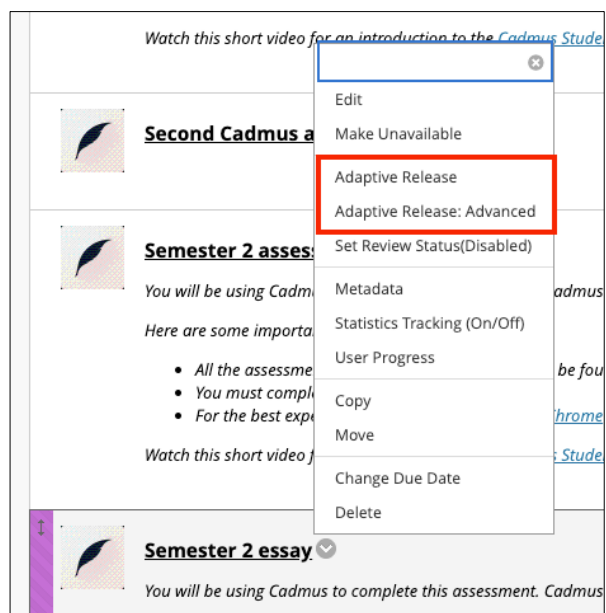 Watch this short video for an introduction to the Cadmus Stude
Edit
Second Cadmus a
Make Unavailable
Adaptive Release
Adaptive Release: Advanced
Semester 2 asses
Set Review Status(Disabled)
You will be using Cadm
Metadata
admus
Here are some importa
Statistics Tracking (On/Off)
All the assessme
User Progress
be fou
You must comple
Copy
For the best expe
Move
hrome
Watch this short video f
Stude
Change Due Date
Delete
Semester 2 essay
You will be using Cadmus to complete this assessment. Cadmus